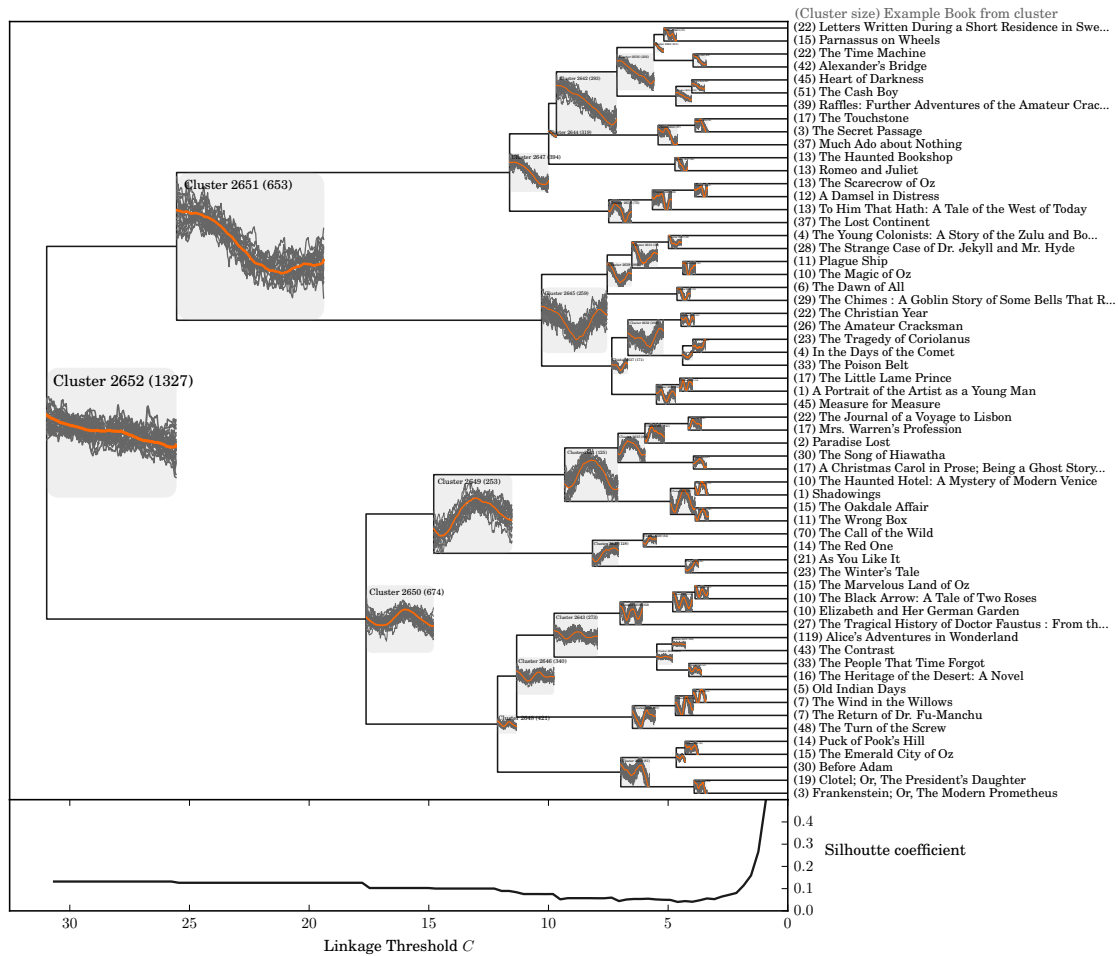 (Cluster size) Example Book from cluster
(22) Letters Written During a Short Residence in Swe...
(15) Parnassus on Wheels
(22) The Time Machine
(42) Alexander's Bridge
(45) Heart of Darkness
(51) The Cash Boy
(39) Raffles: Further Adventures of the Amateur Crac...
(17) The Touchstone
(3) The Secret Passage
(37) Much Ado about Nothing
(13) The Haunted Bookshop
(13) Romeo and Juliet
(13) The Scarecrow of Oz
(12) A Damsel in Distress
(13) To Him That Hath: A Tale of the West of Today
(37) The Lost Continent
(4) The Young Colonists: A Story of the Zulu and Bo...
(28) The Strange Case of Dr. Jekyll and Mr. Hyde
(11) Plague Ship
(10) The Magic of Oz
(6) The Dawn of All
(29) The Chimes : A Goblin Story of Some Bells That R...
(22) The Christian Year
(26) The Amateur Cracksman
(23) The Tragedy of Coriolanus
(4) In the Days of the Comet
(33) The Poison Belt
(17) The Little Lame Prince
(1) A Portrait of the Artist as a Young Man
(45) Measure for Measure
(22) The Journal of a Voyage to Lisbon
(17) Mrs. Warren's Profession
(2) Paradise Lost
(30) The Song of Hiawatha
(17) A Christmas Carol in Prose; Being a Ghost Story...
(10) The Haunted Hotel: A Mystery of Modern Venice
(1) Shadowings
(15) The Oakdale Affair
(11) The Wrong Box
(70) The Call of the Wild
(14) The Red One
(21) As You Like It
(23) The Winter's Tale
(15) The Marvelous Land of Oz
(10) The Black Arrow: A Tale of Two Roses
(10) Elizabeth and Her German Garden
(27) The Tragical History of Doctor Faustus : From th...
(119) Alice's Adventures in Wonderland
(43) The Contrast
(33) The People That Time Forgot
(16) The Heritage of the Desert: A Novel
(5) Old Indian Days
(7) The Wind in the Willows
(7) The Return of Dr. Fu-Manchu
(48) The Turn of the Screw
(14) Puck of Pook's Hill
(15) The Emerald City of Oz
(30) Before Adam
(19) Clotel; Or, The President's Daughter
(3) Frankenstein; Or, The Modern Prometheus
Cluster 2642 (293)
Cluster 2644 (319)
Cluster 2647 (394)
Cluster 2651 (653)
Cluster 2645 (259)
Cluster 2652 (1327)
Cluster 2649 (253)
Cluster 2650 (674)
Cluster 2643 (273)
Cluster 2646 (340)
Cluster 2648 (421)
0.4
0.3
0.2
0.1
0.0
Silhoutte coefficient
30 25 20 15 10 5 0
Linkage Threshold C